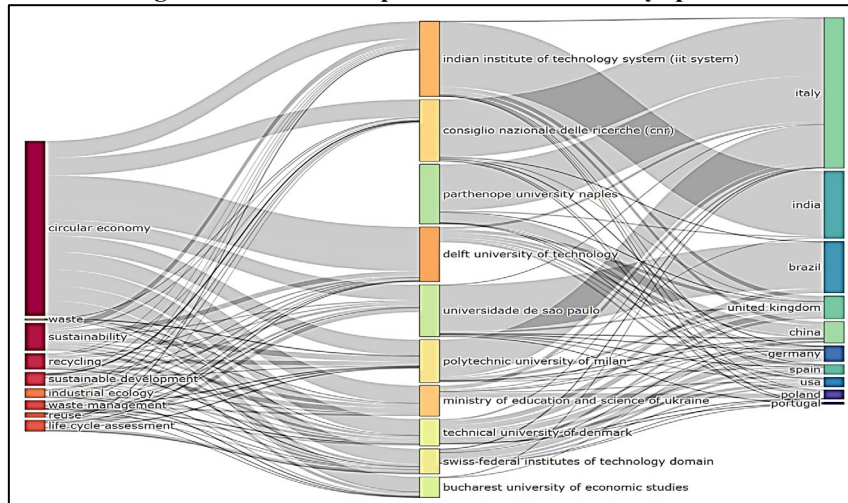 circular economy
waste
sustainability
recycling
sustainable development
industrial ecology
waste management
reuse
life cycle assessment
indian institute of technology system (iit system)
consiglio nazionale delle ricerche (cnr)
parthenope university naples
delft university of technology
universidade de sao paulo
polytechnic university of milan
ministry of education and science of ukraine
technical university of denmark
swiss federal institutes of technology domain
bucharest university of economic studies
italy
india
brazil
united kingdom
china
germany
spain
usa
poland
portugal